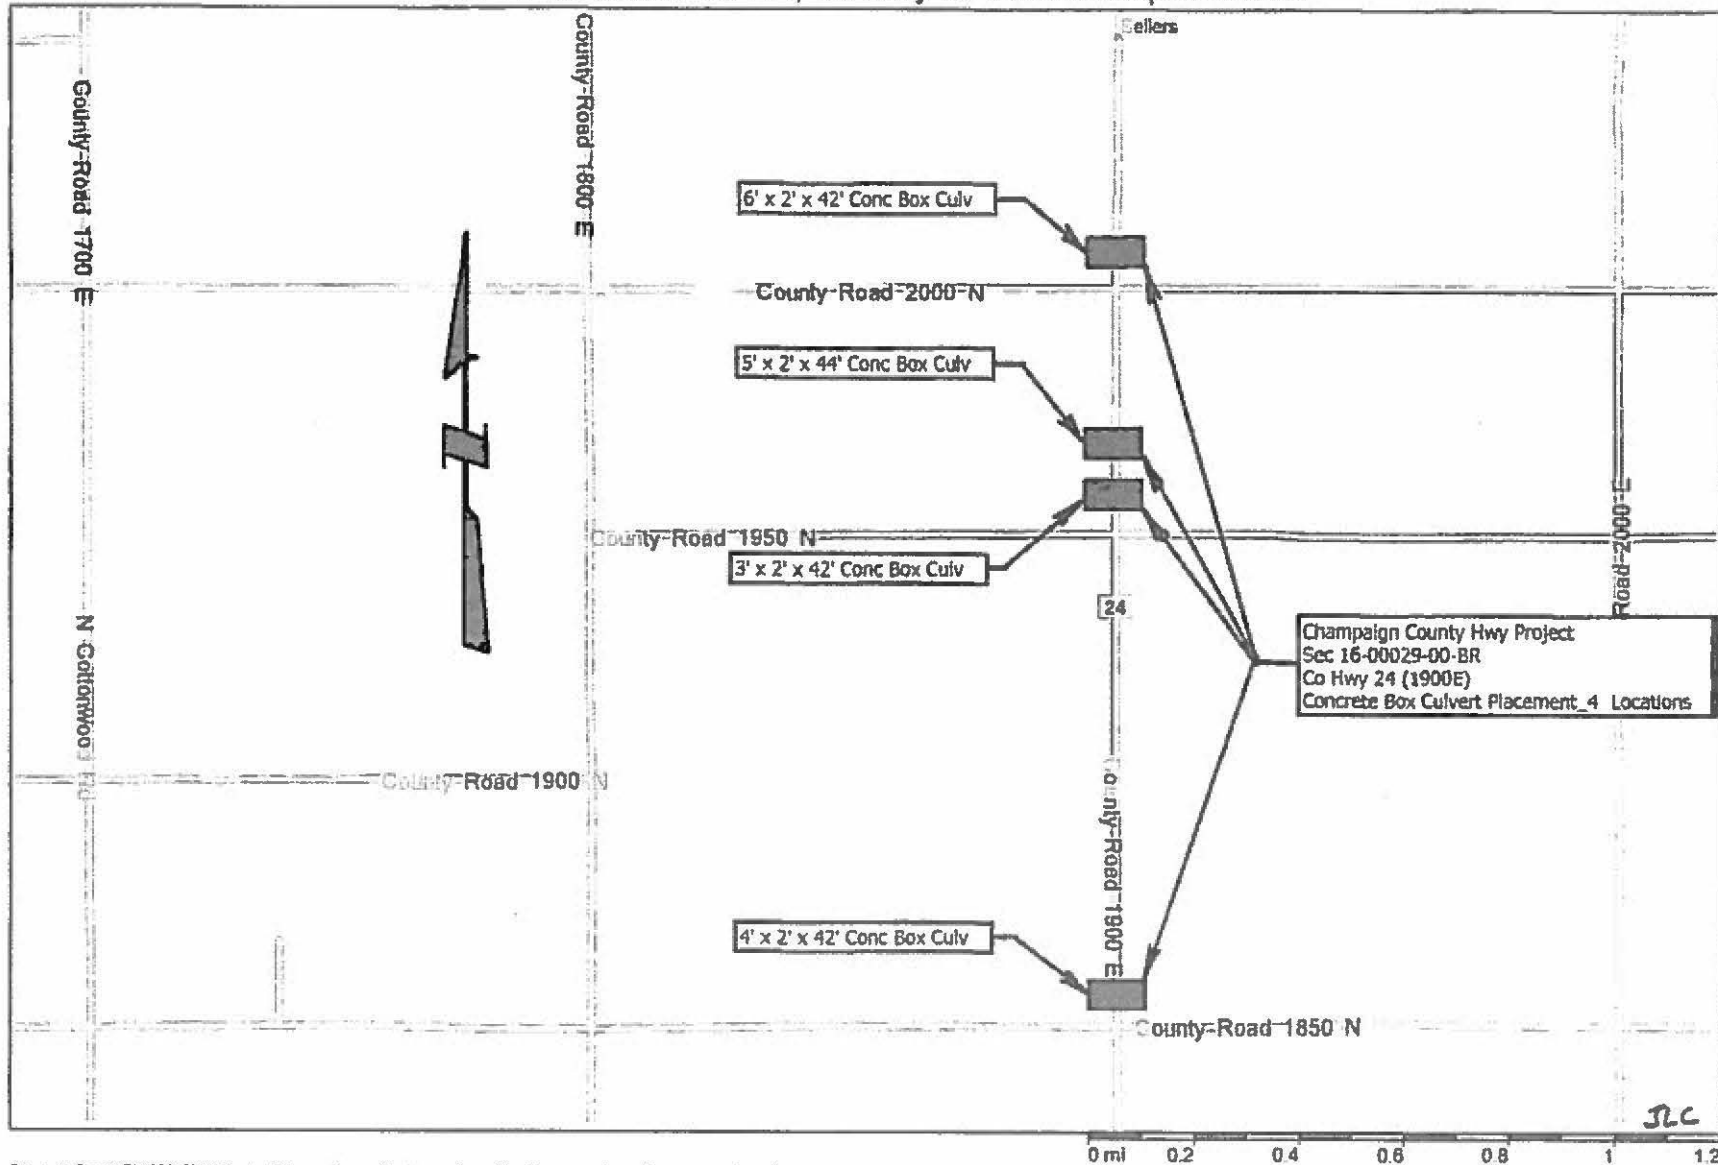 Sellers
County Road 1700 E
County Road 1800 E
6' x 2' x 42' Conc Box Culv
County Road 2000 N
5' x 2' x 44' Conc Box Culv
County Road 1950 N
3' x 2' x 42' Conc Box Culv
24
Road 2000 E
Champaign County Hwy Project
Sec 16-00029-00-BR
Co Hwy 24 (1900E)
Concrete Box Culvert Placement_4 Locations
N Cottonwood Rd
County Road 1900 N
County Road 1900 E
4' x 2' x 42' Conc Box Culv
County Road 1850 N
JLC
0 mi 0.2 0.4 0.6 0.8 1 1.2